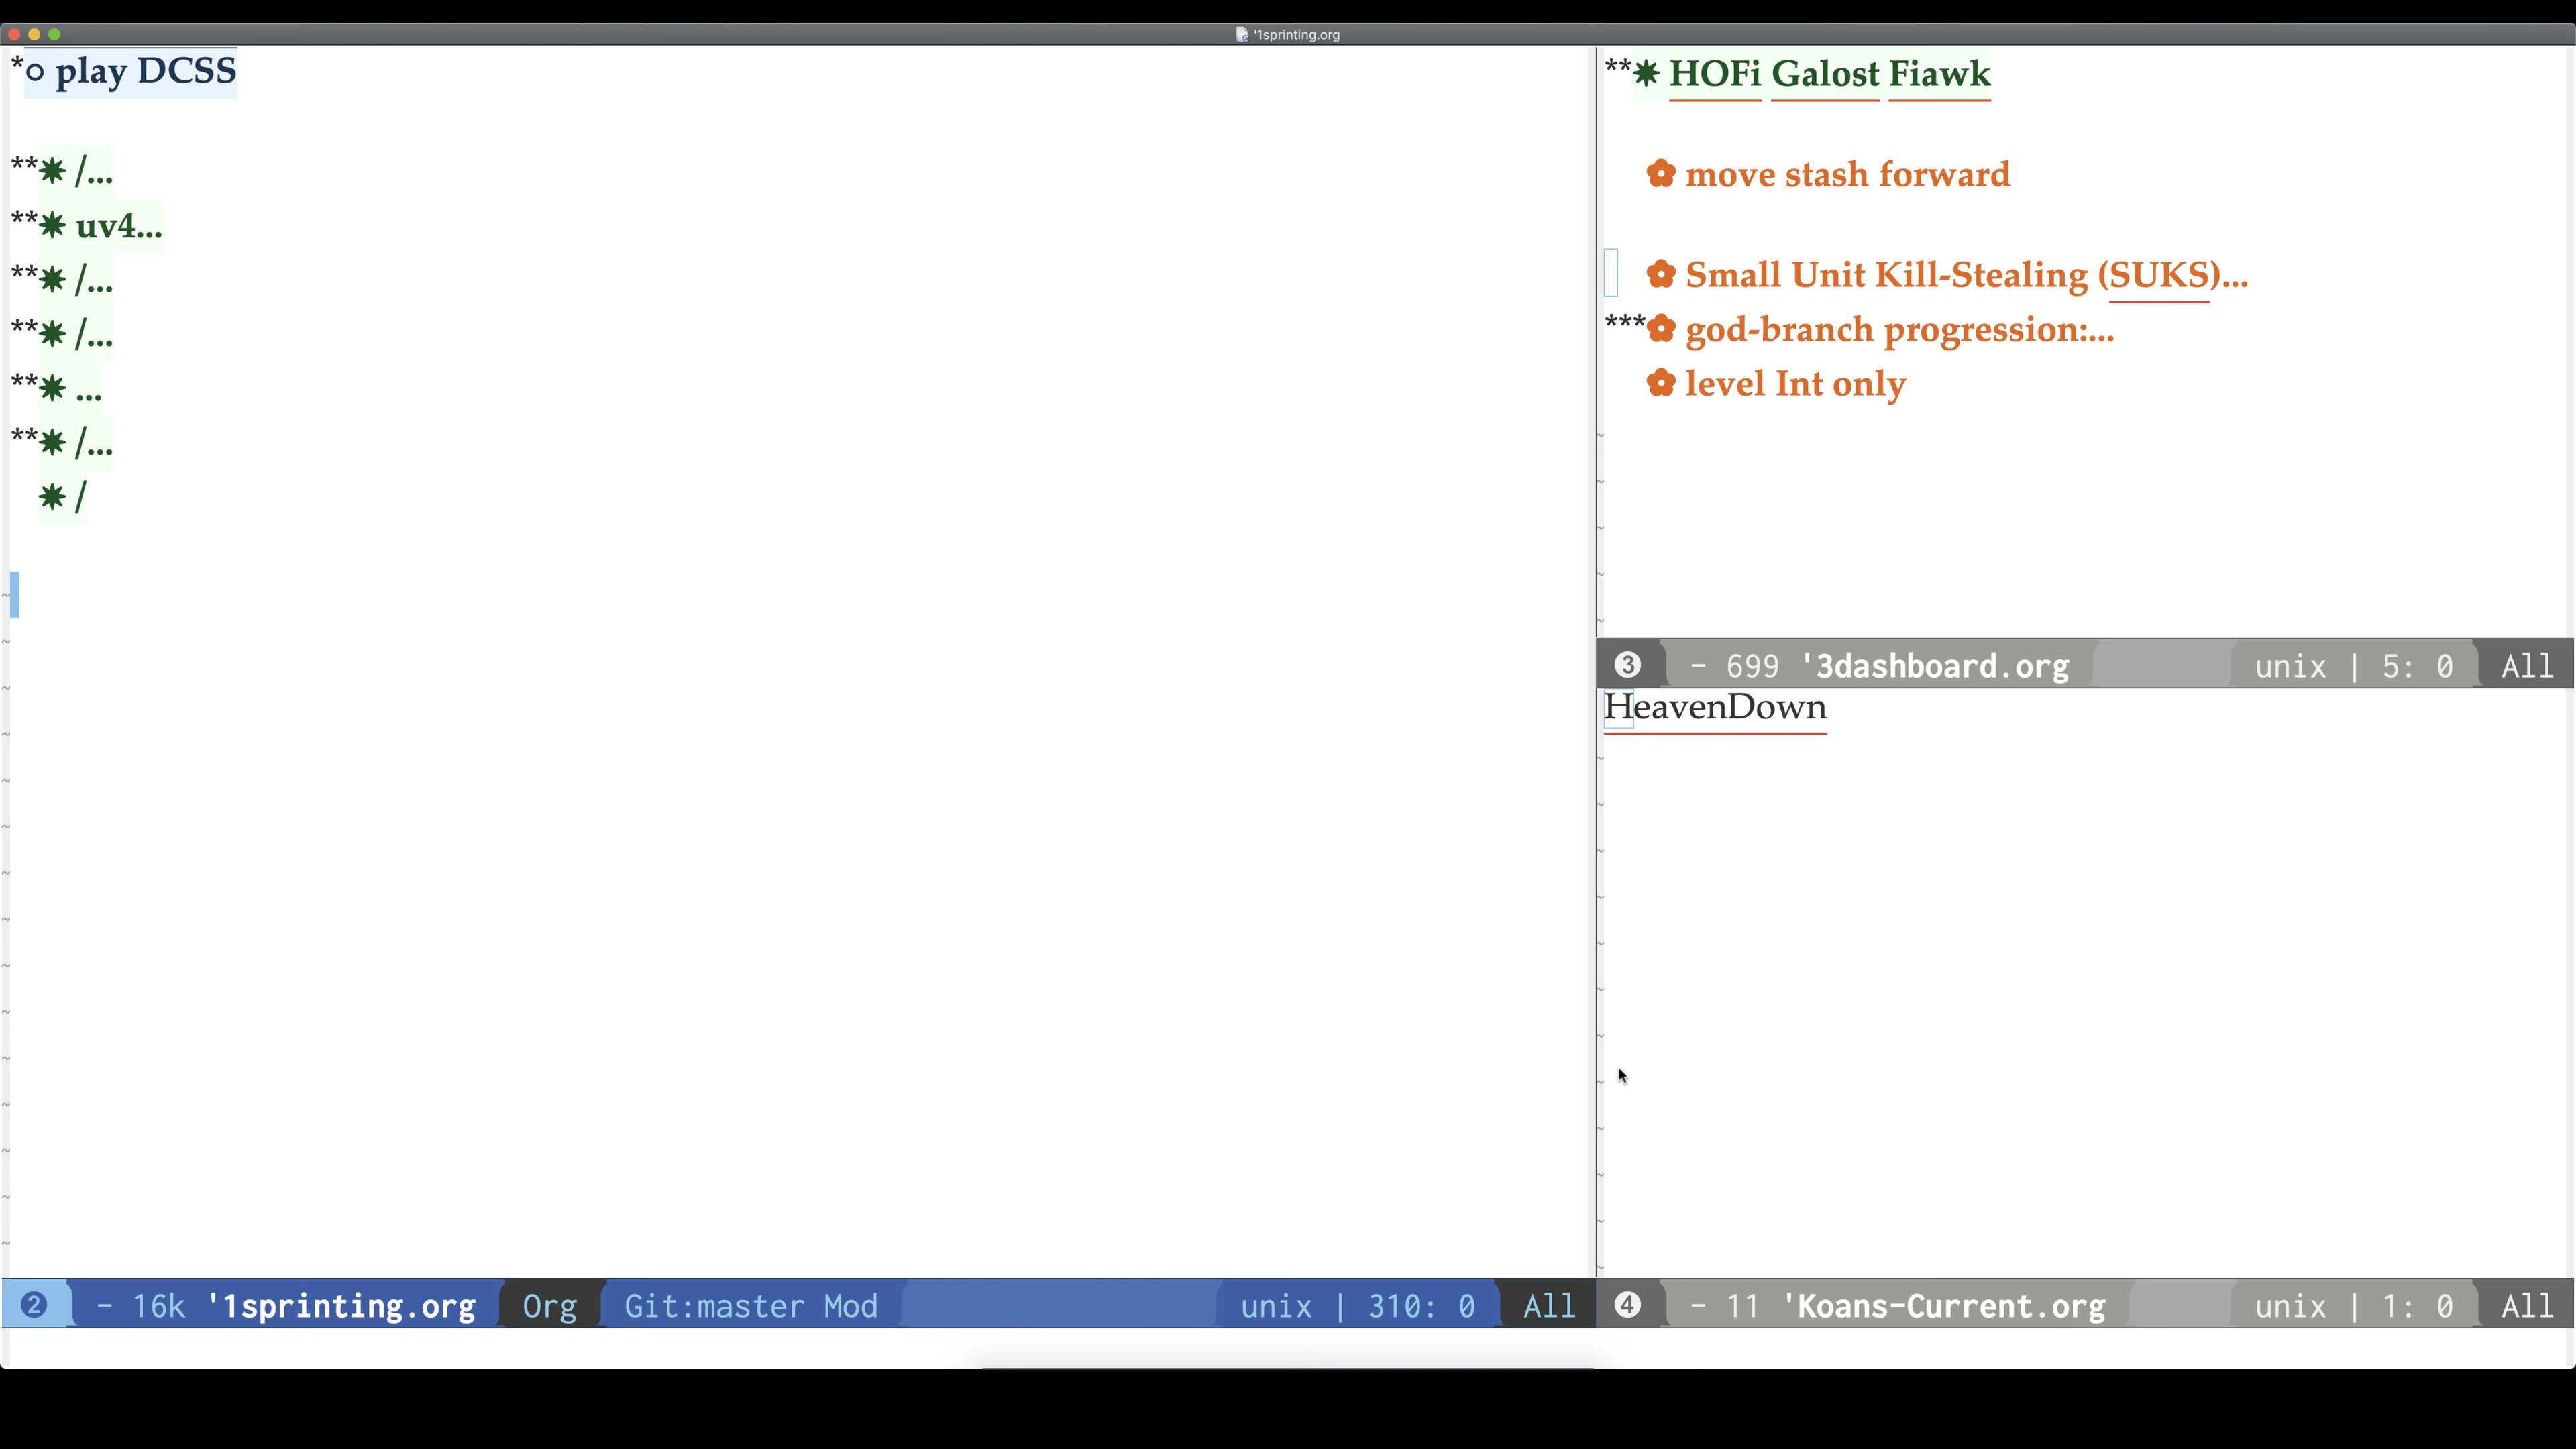 '1sprinting.org
*○ play DCSS
**✸ /...
**✸ uv4...
**✸ /...
**✸ /...
**✸ ...
**✸ /...
✸ /
2 - 16k '1sprinting.org Org Git:master Mod unix | 310: 0 All
**✸ HOFi Galost Fiawk
✿ move stash forward
✿ Small Unit Kill-Stealing (SUKS)...
***✿ god-branch progression:...
✿ level Int only
3 - 699 '3dashboard.org unix | 5: 0 All
HeavenDown
4 - 11 'Koans-Current.org unix | 1: 0 All